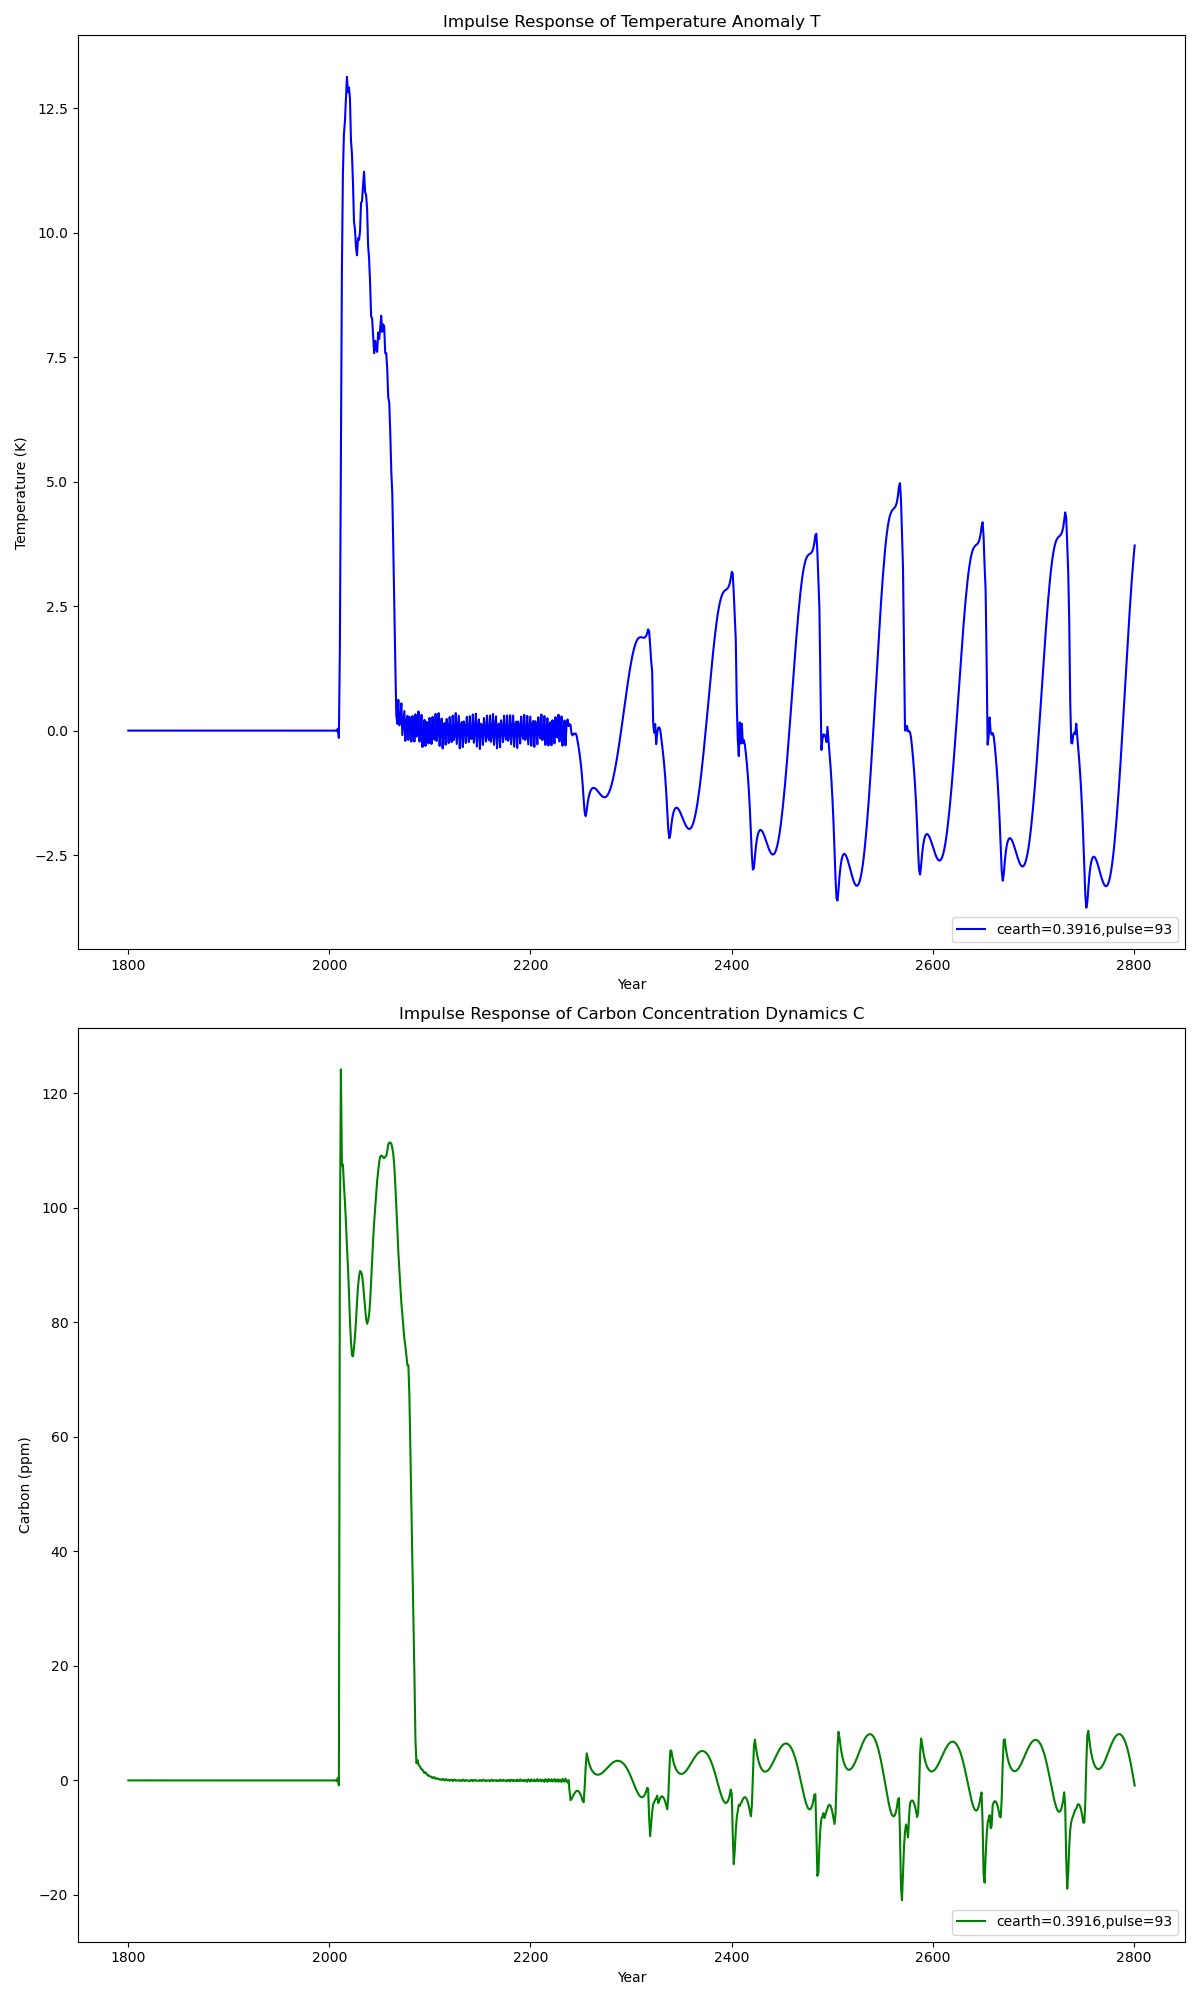 Impulse Response of Temperature Anomaly T
12.5
10.0
7.5
5.0
2.5
0.0
−2.5
Temperature (K)
cearth=0.3916,pulse=93
1800 2000 2200 2400 2600 2800
Year
Impulse Response of Carbon Concentration Dynamics C
120
100
80
60
40
20
0
−20
Carbon (ppm)
cearth=0.3916,pulse=93
1800 2000 2200 2400 2600 2800
Year